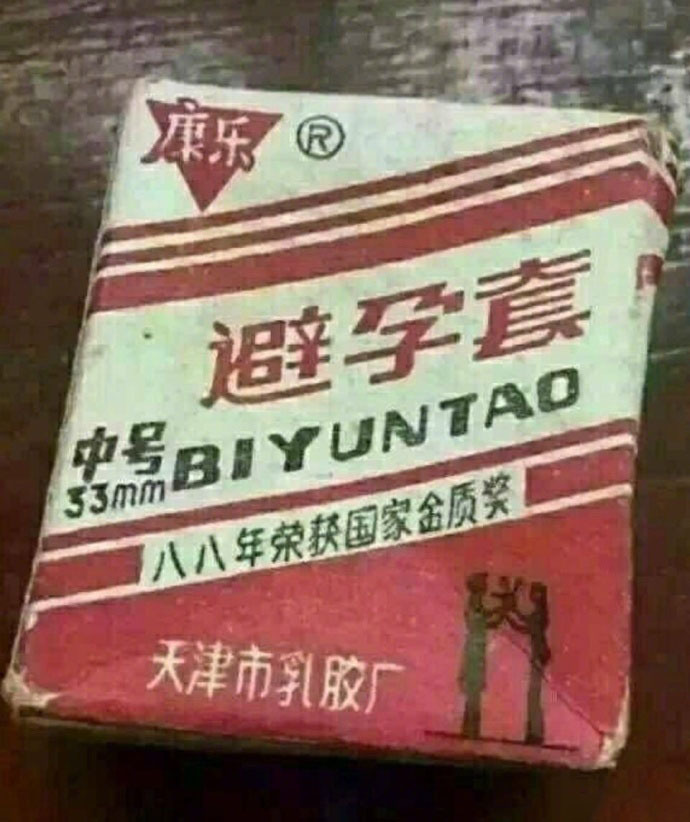 康乐 ®
避孕套
中号 BIYUNTAO
33mm
八八年荣获国家金质奖
天津市乳胶厂